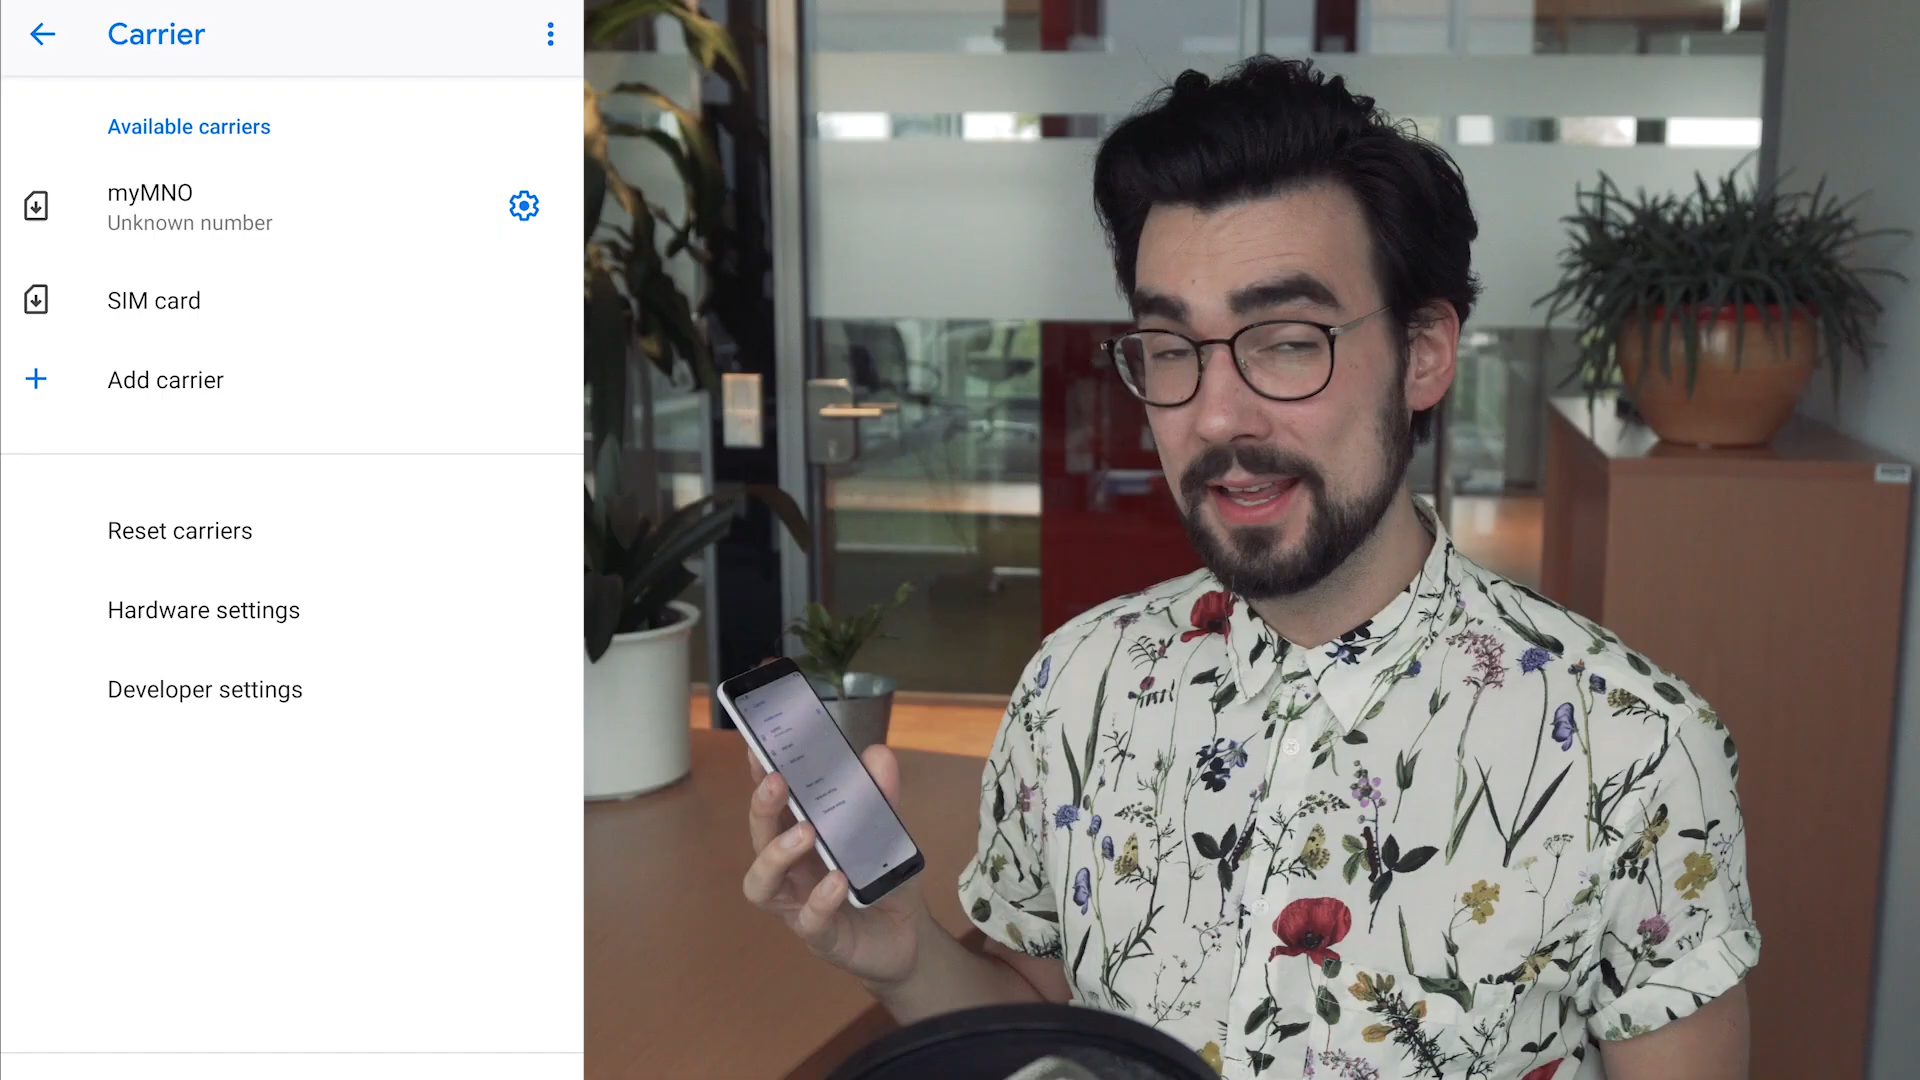 Carrier
Available carriers
myMNO
Unknown number
SIM card
Add carrier
Reset carriers
Hardware settings
Developer settings